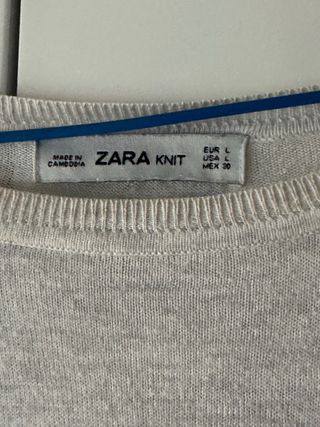 MADE IN
CAMBODIA
ZARA KNIT
EUR L
USA L
MEX 30